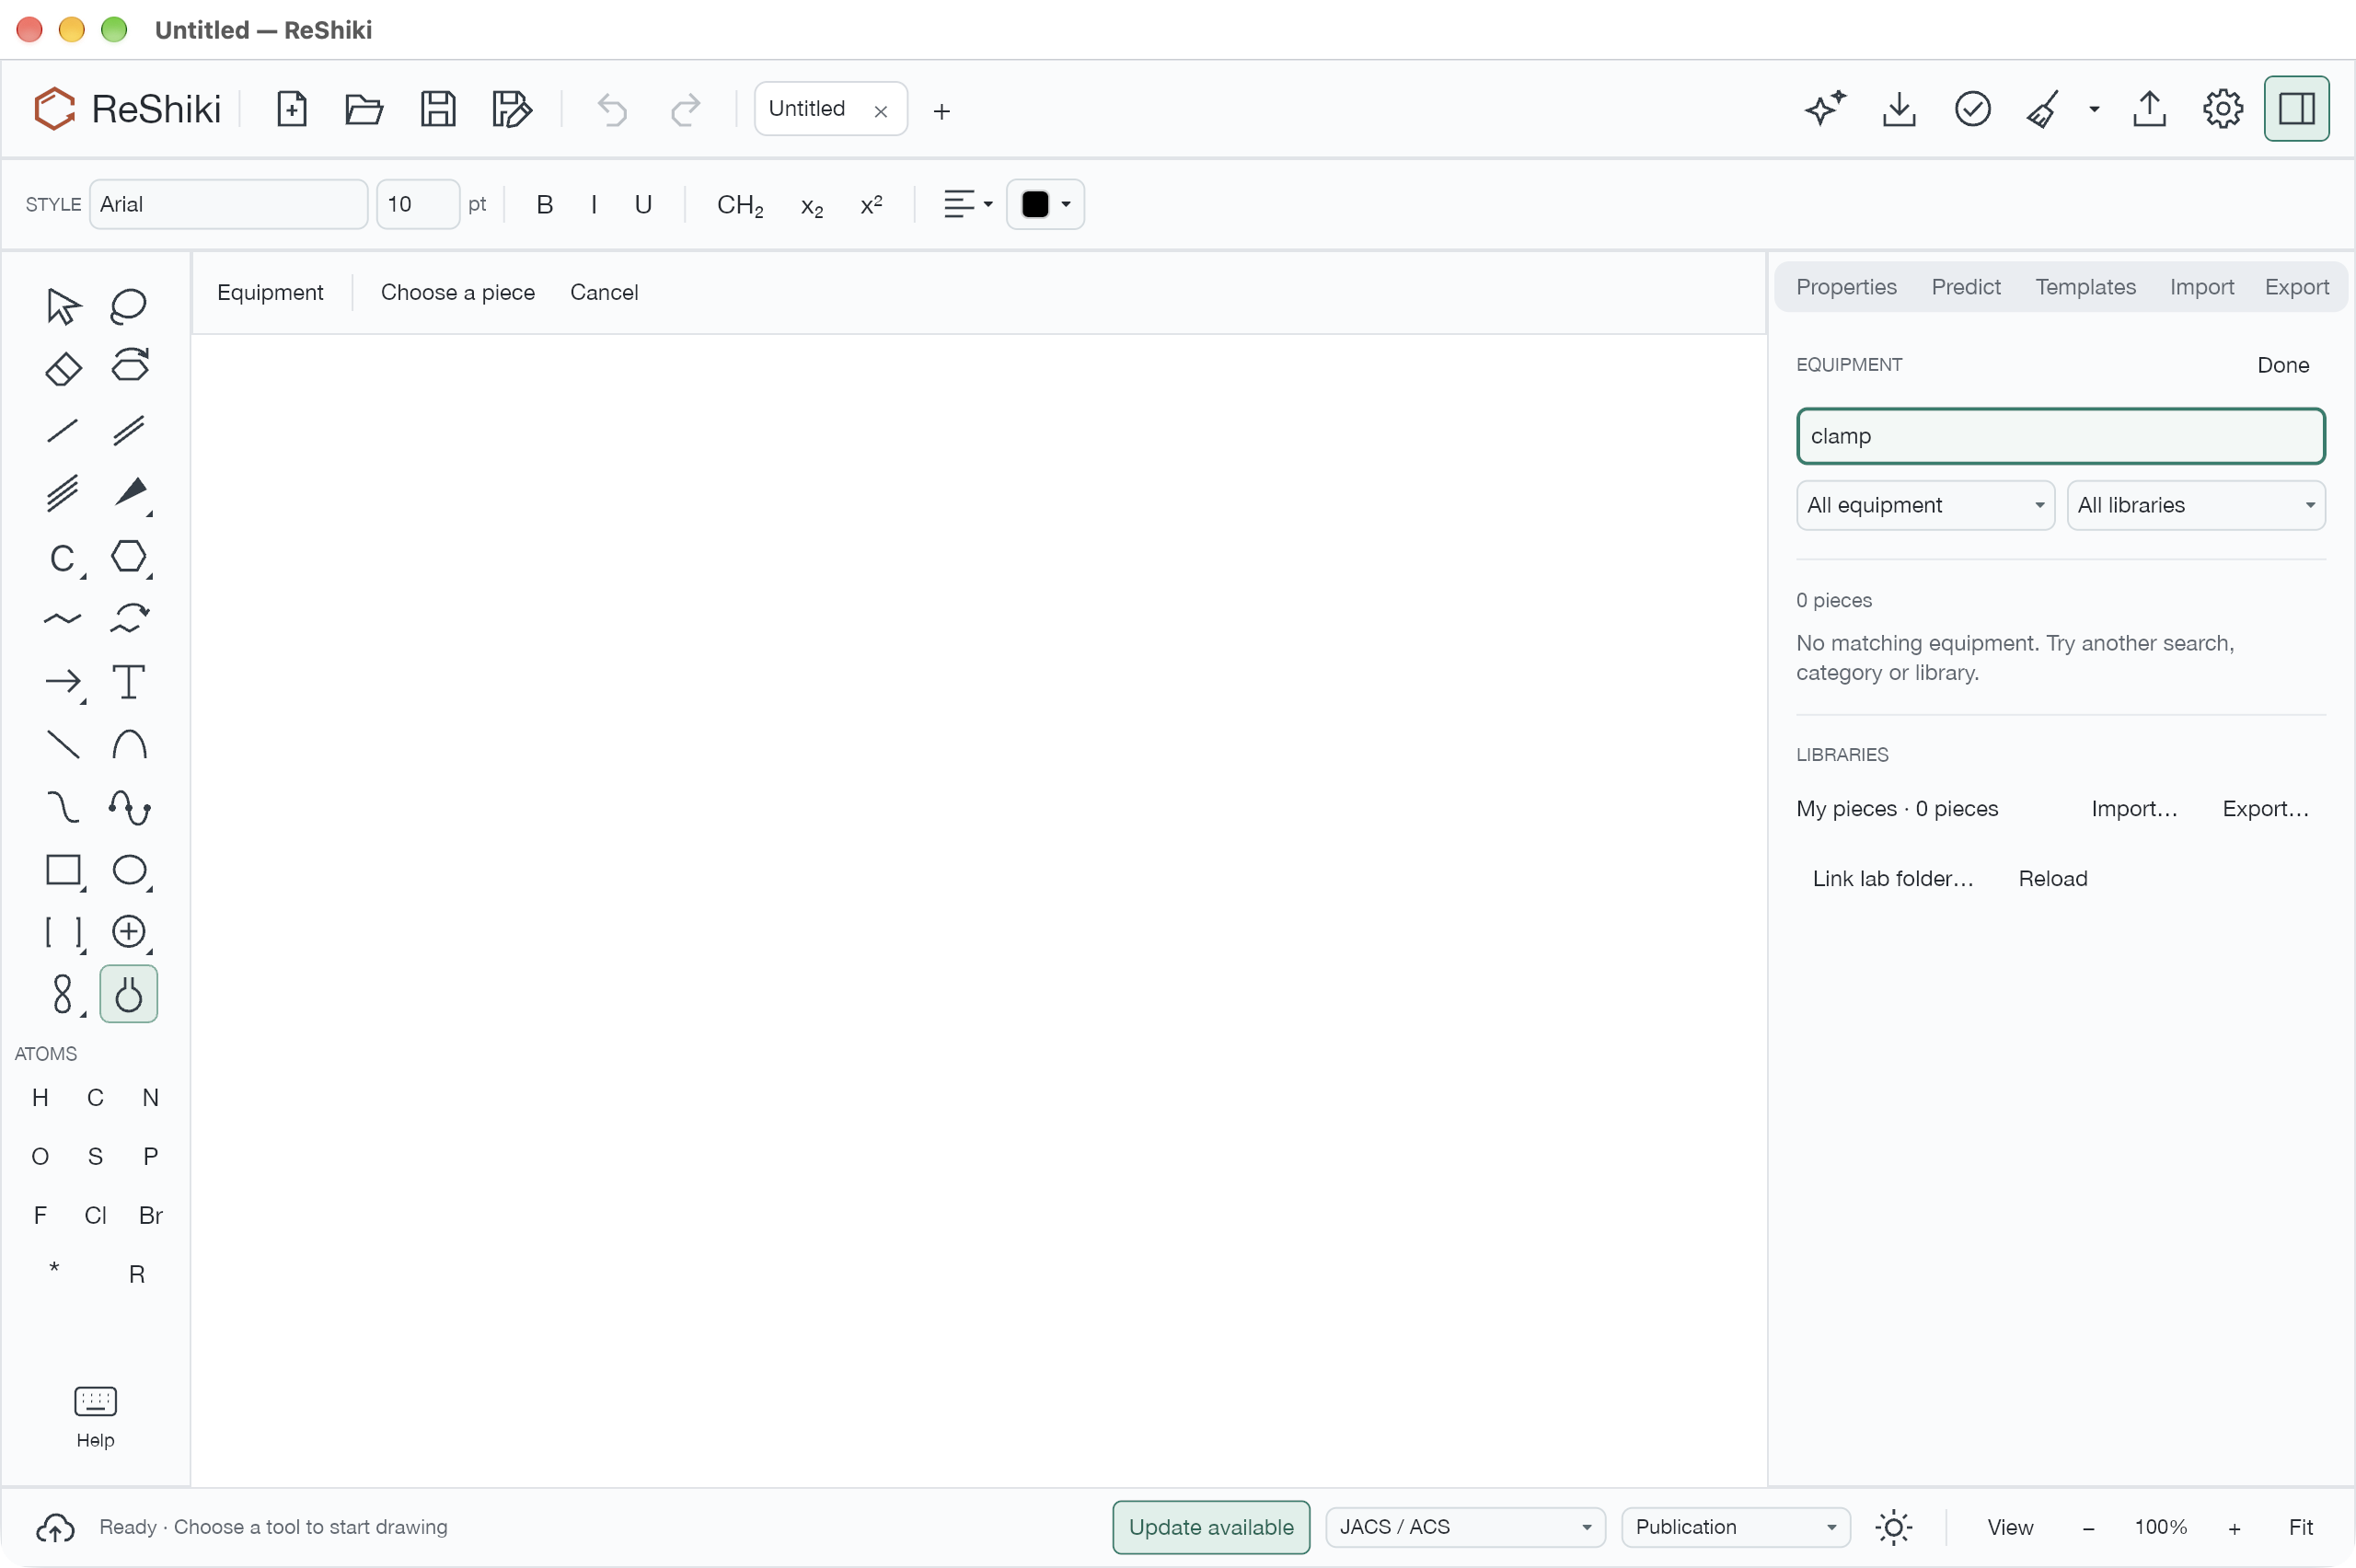 Untitled — ReShiki
ReShiki
Untitled × +
STYLE Arial 10 pt B I U CH₂ x₂ x²
Equipment Choose a piece Cancel
Properties Predict Templates Import Export
EQUIPMENT Done
clamp
All equipment All libraries
0 pieces
No matching equipment. Try another search,
category or library.
LIBRARIES
My pieces · 0 pieces Import... Export...
Link lab folder... Reload
C
T
[ ]
ATOMS
H C N
O S P
F Cl Br
* R
Help
Ready · Choose a tool to start drawing
Update available JACS / ACS Publication View – 100% + Fit